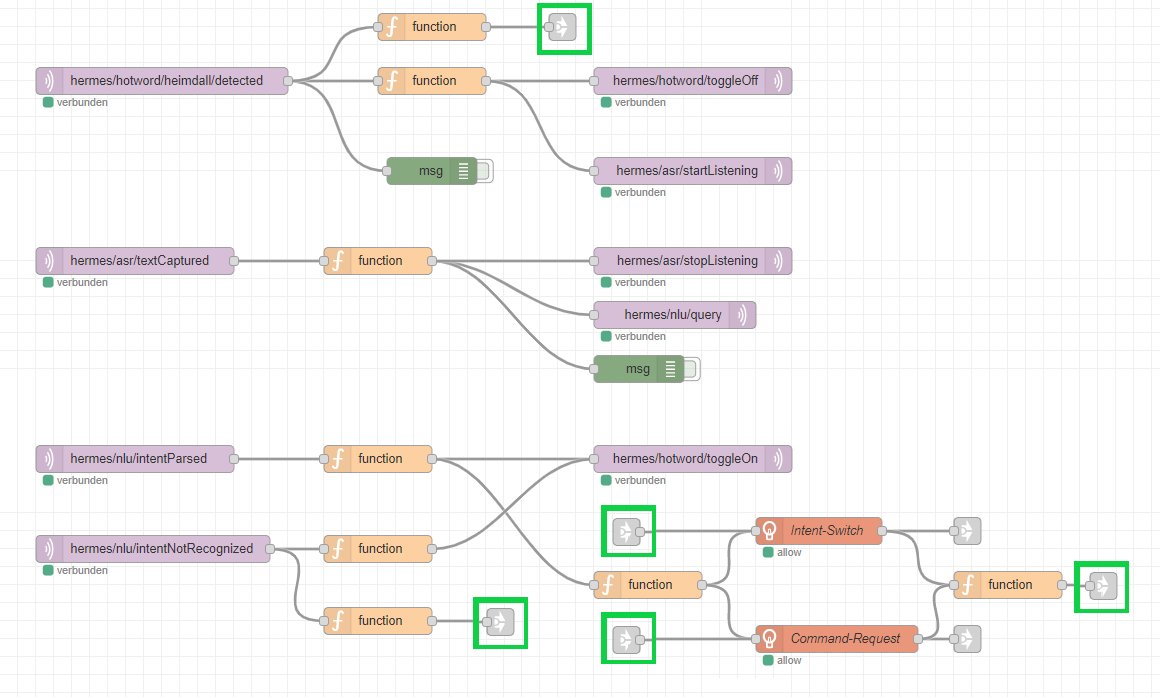 function
hermes/hotword/heimdall/detected
function
hermes/hotword/toggleOff
verbunden
verbunden
msg
hermes/asr/startListening
verbunden
hermes/asr/textCaptured
function
hermes/asr/stopListening
verbunden
verbunden
hermes/nlu/query
verbunden
msg
hermes/nlu/intentParsed
function
hermes/hotword/toggleOn
verbunden
verbunden
Intent-Switch
allow
hermes/nlu/intentNotRecognized
function
verbunden
function
function
function
Command-Request
allow